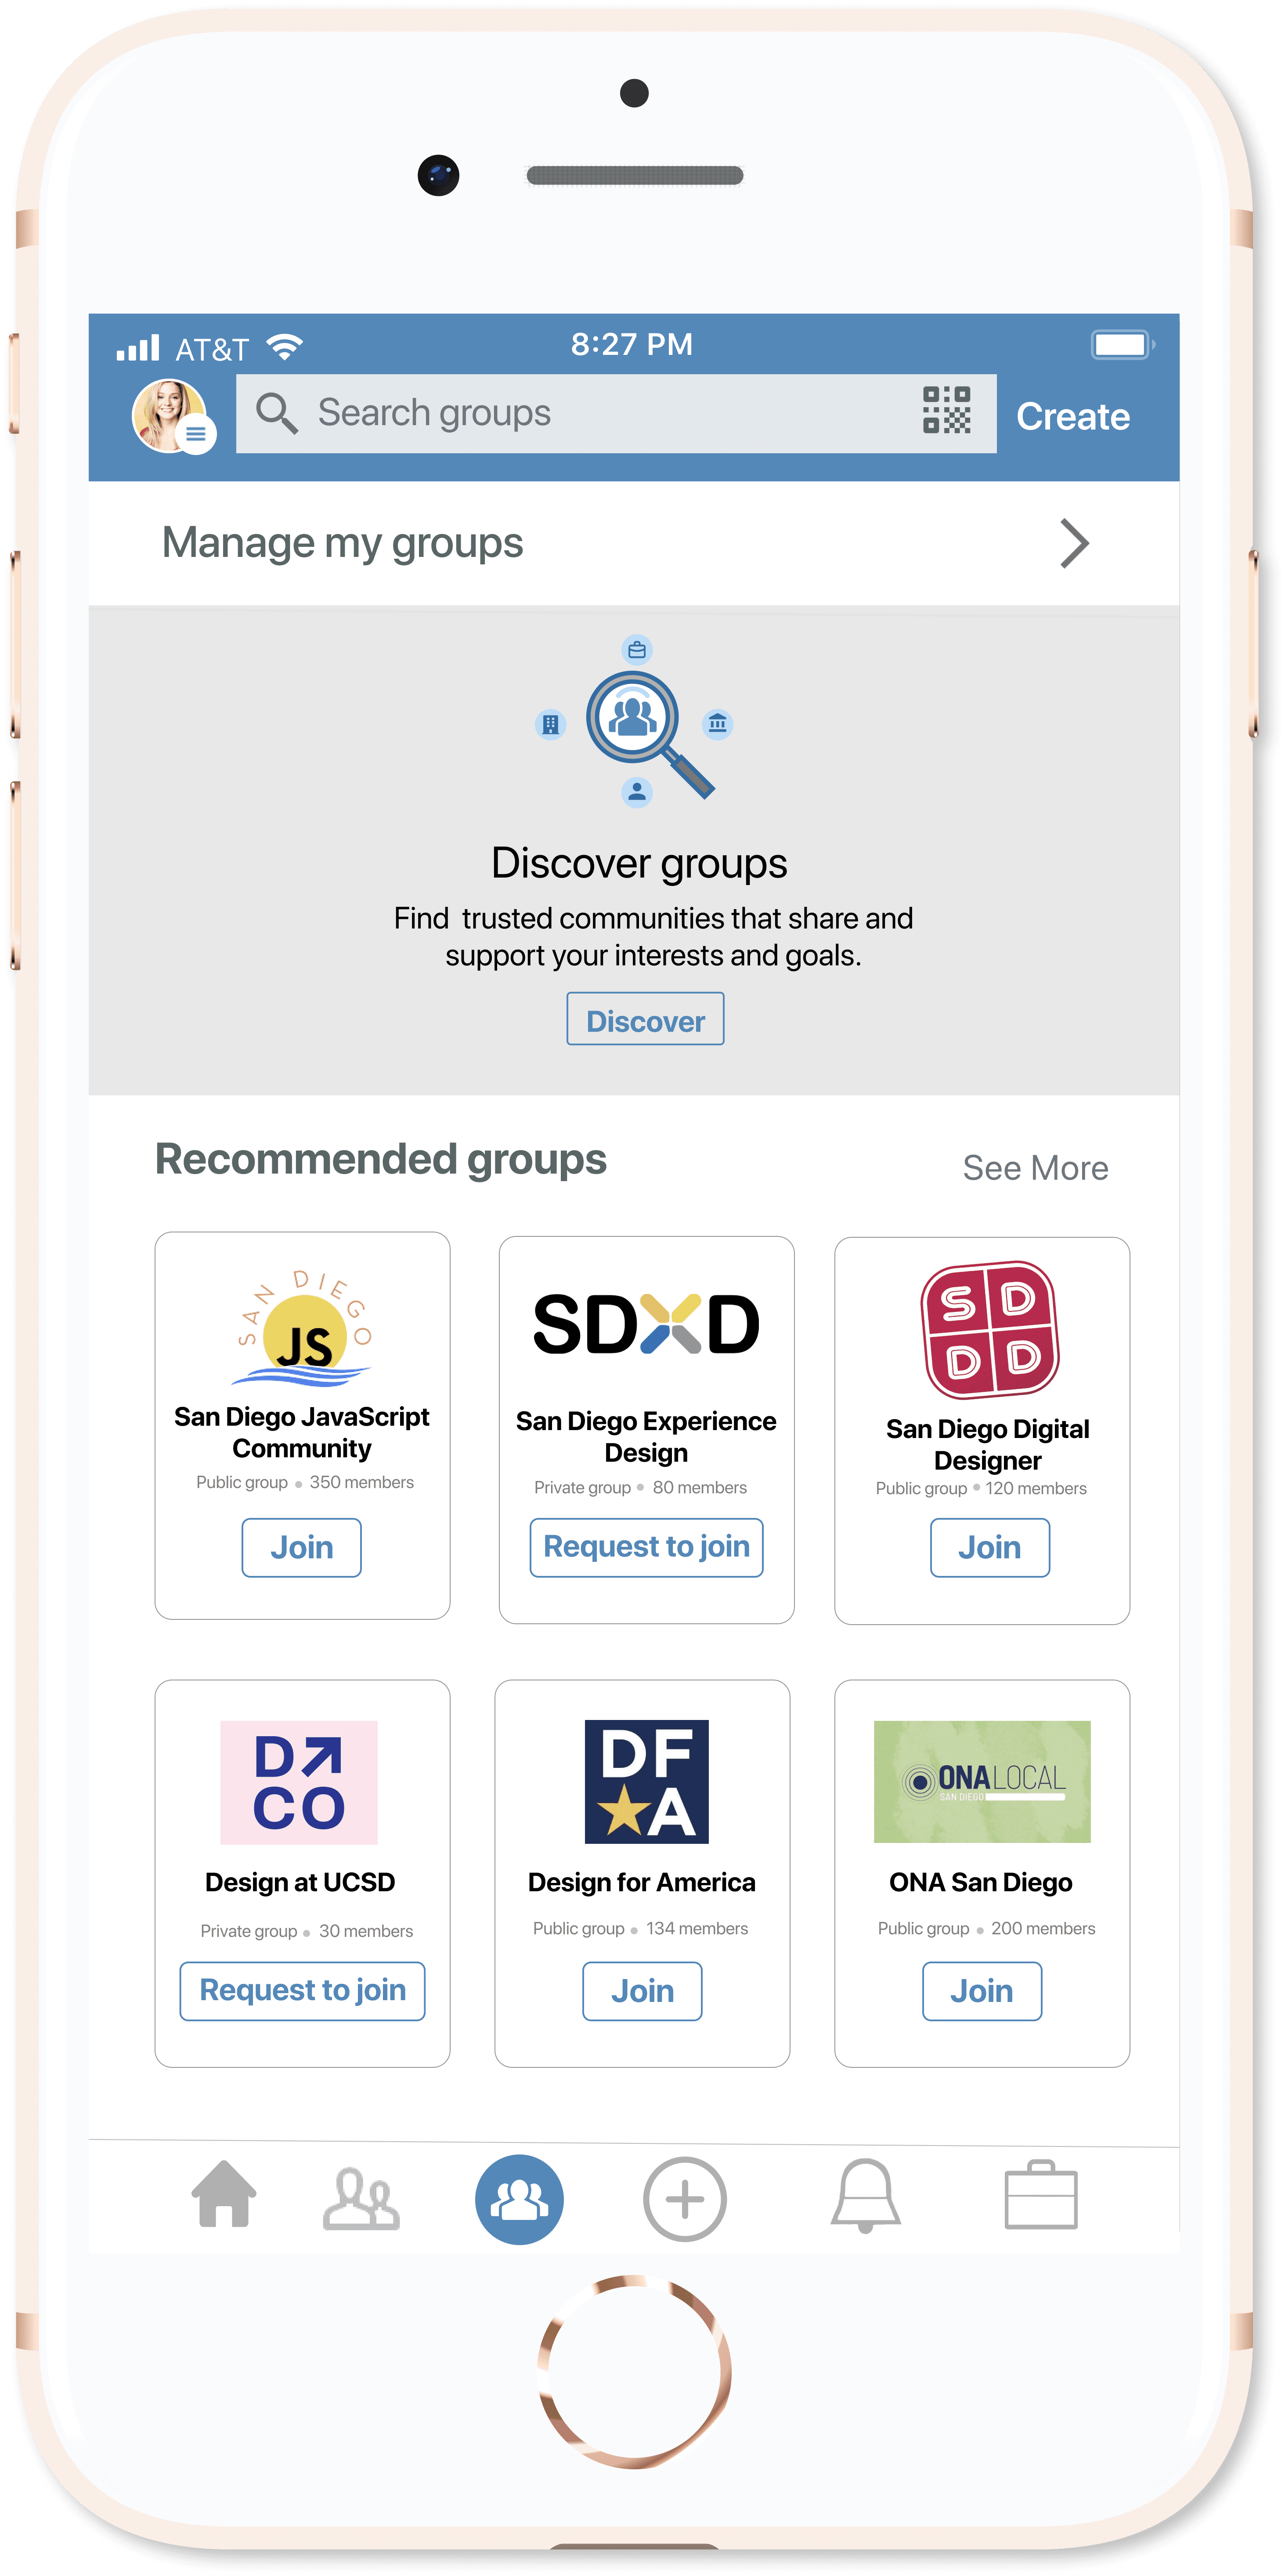 AT&T 8:27 PM
Search groups Create
Manage my groups
Discover groups
Find trusted communities that share and
support your interests and goals.
Discover
Recommended groups See More
SAN DIEGO
JS
San Diego JavaScript
Community
Public group • 350 members
Join
SDXD
San Diego Experience
Design
Private group • 80 members
Request to join
SD
DD
San Diego Digital
Designer
Public group • 120 members
Join
D
CO
Design at UCSD
Private group • 30 members
Request to join
DF
A
Design for America
Public group • 134 members
Join
ONA LOCAL
SAN DIEGO
ONA San Diego
Public group • 200 members
Join